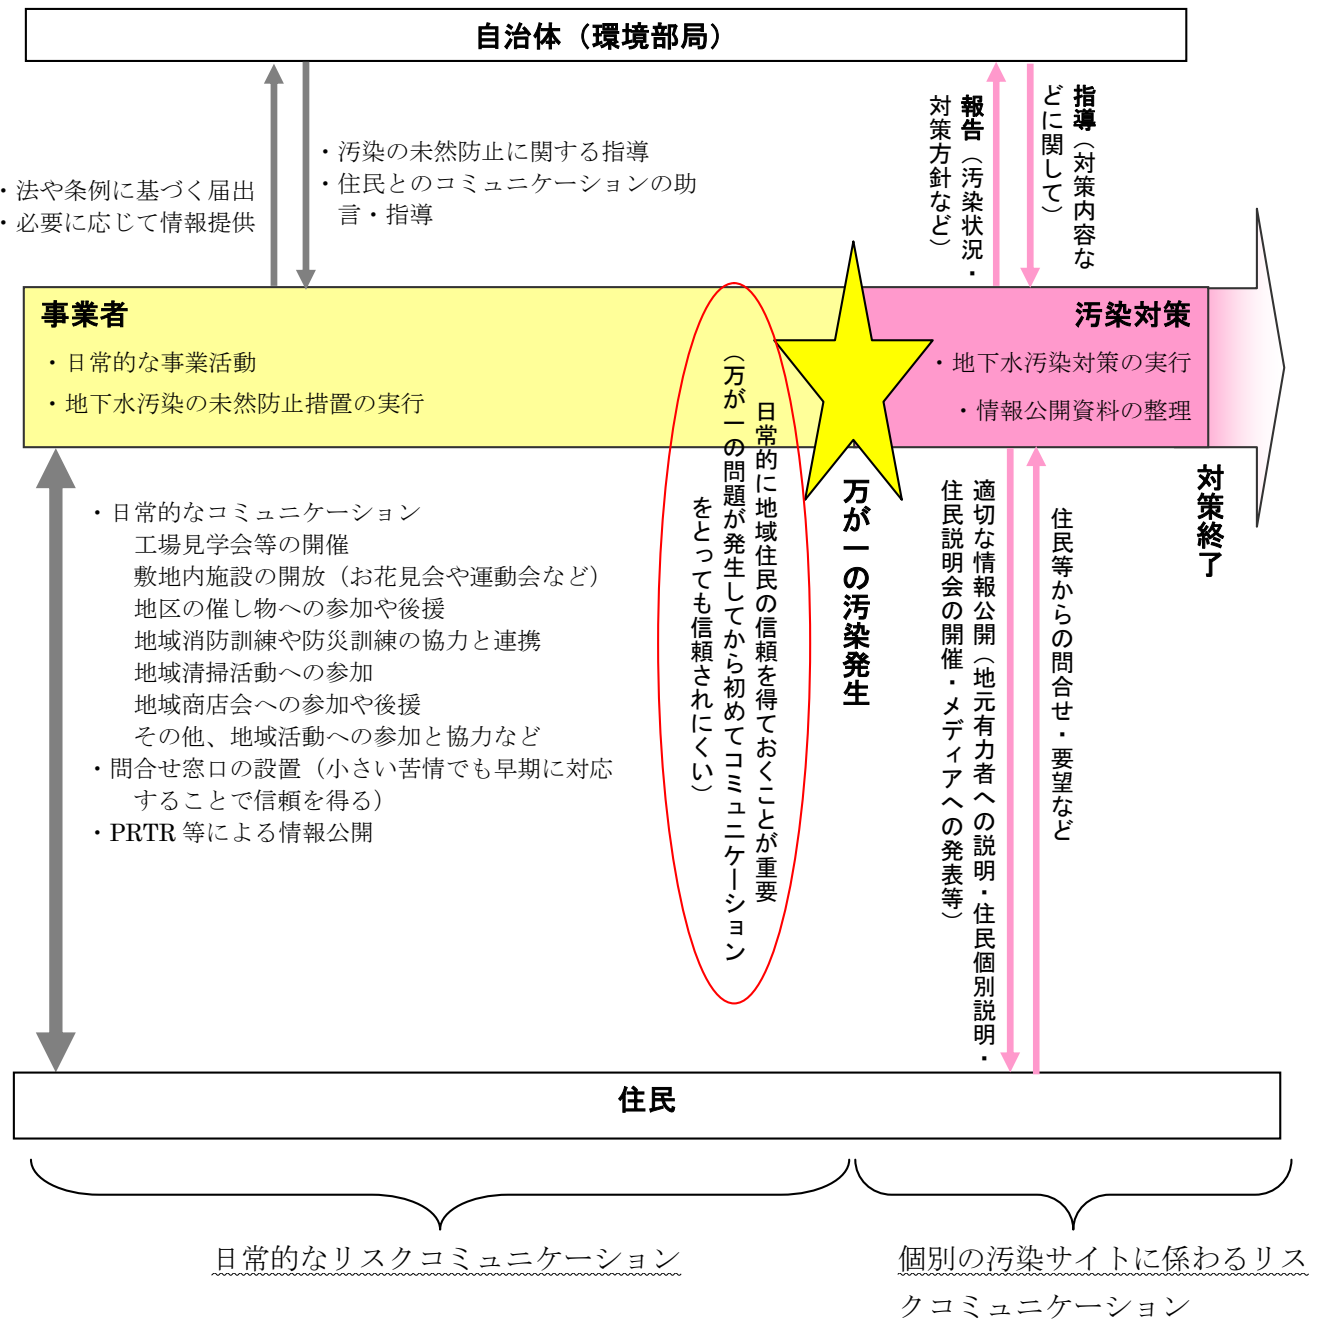 自治体（環境部局）
・法や条例に基づく届出
・必要に応じて情報提供
・汚染の未然防止に関する指導
・住民とのコミュニケーションの助
言・指導
報告（汚染状況・
対策方針など）
指導（対策内容な
どに関して）
事業者
・日常的な事業活動
・地下水汚染の未然防止措置の実行
汚染対策
・地下水汚染対策の実行
・情報公開資料の整理
日常的に地域住民の信頼を得ておくことが重要
（万が一の問題が発生してから初めてコミュニケーション
をとっても信頼されにくい）
万が一の汚染発生
対策終了
・日常的なコミュニケーション
工場見学会等の開催
敷地内施設の開放（お花見会や運動会など）
地区の催し物への参加や後援
地域消防訓練や防災訓練の協力と連携
地域清掃活動への参加
地域商店会への参加や後援
その他、地域活動への参加と協力など
・問合せ窓口の設置（小さい苦情でも早期に対応
することで信頼を得る）
・PRTR 等による情報公開
適切な情報公開（地元有力者への説明・住民個別説明・
住民説明会の開催・メディアへの発表等）
住民等からの問合せ・要望など
住民
日常的なリスクコミュニケーション
個別の汚染サイトに係わるリス
クコミュニケーション